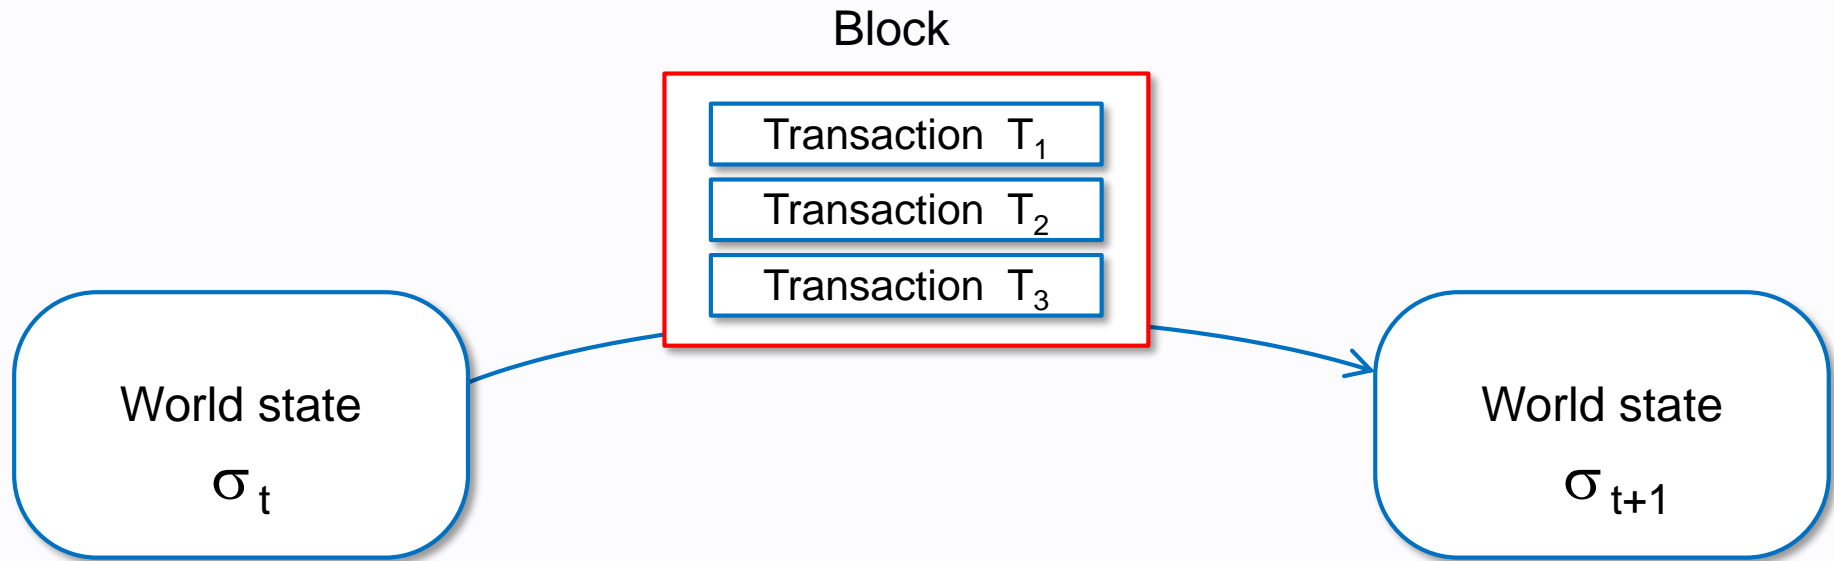 Block
Transaction T₁
Transaction T₂
Transaction T₃
World state
σ t
World state
σ t+1